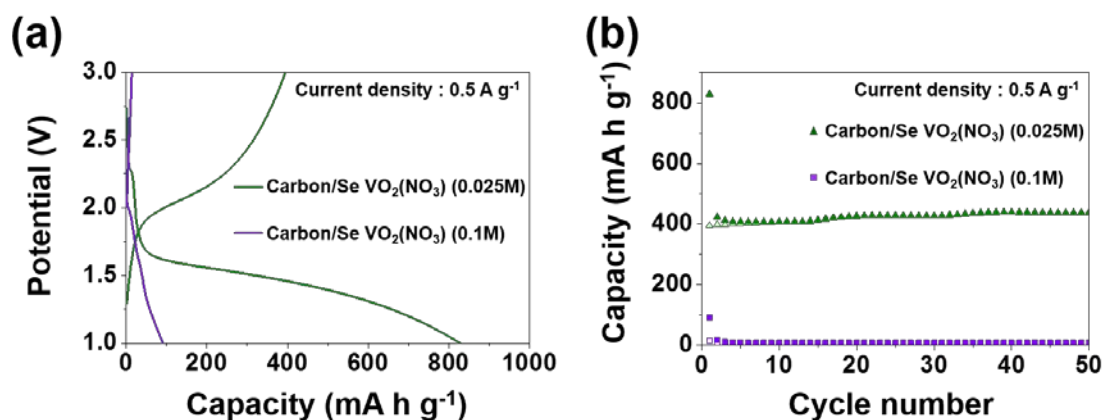 (a)
3.0
2.5
2.0
1.5
1.0
Potential (V)
0
200
400
600
800
1000
Capacity (mA h g⁻¹)
Current density : 0.5 A g⁻¹
Carbon/Se VO₂(NO₃) (0.025M)
Carbon/Se VO₂(NO₃) (0.1M)
(b)
800
600
400
200
0
Capacity (mA h g⁻¹)
0
10
20
30
40
50
Cycle number
Current density : 0.5 A g⁻¹
Carbon/Se VO₂(NO₃) (0.025M)
Carbon/Se VO₂(NO₃) (0.1M)